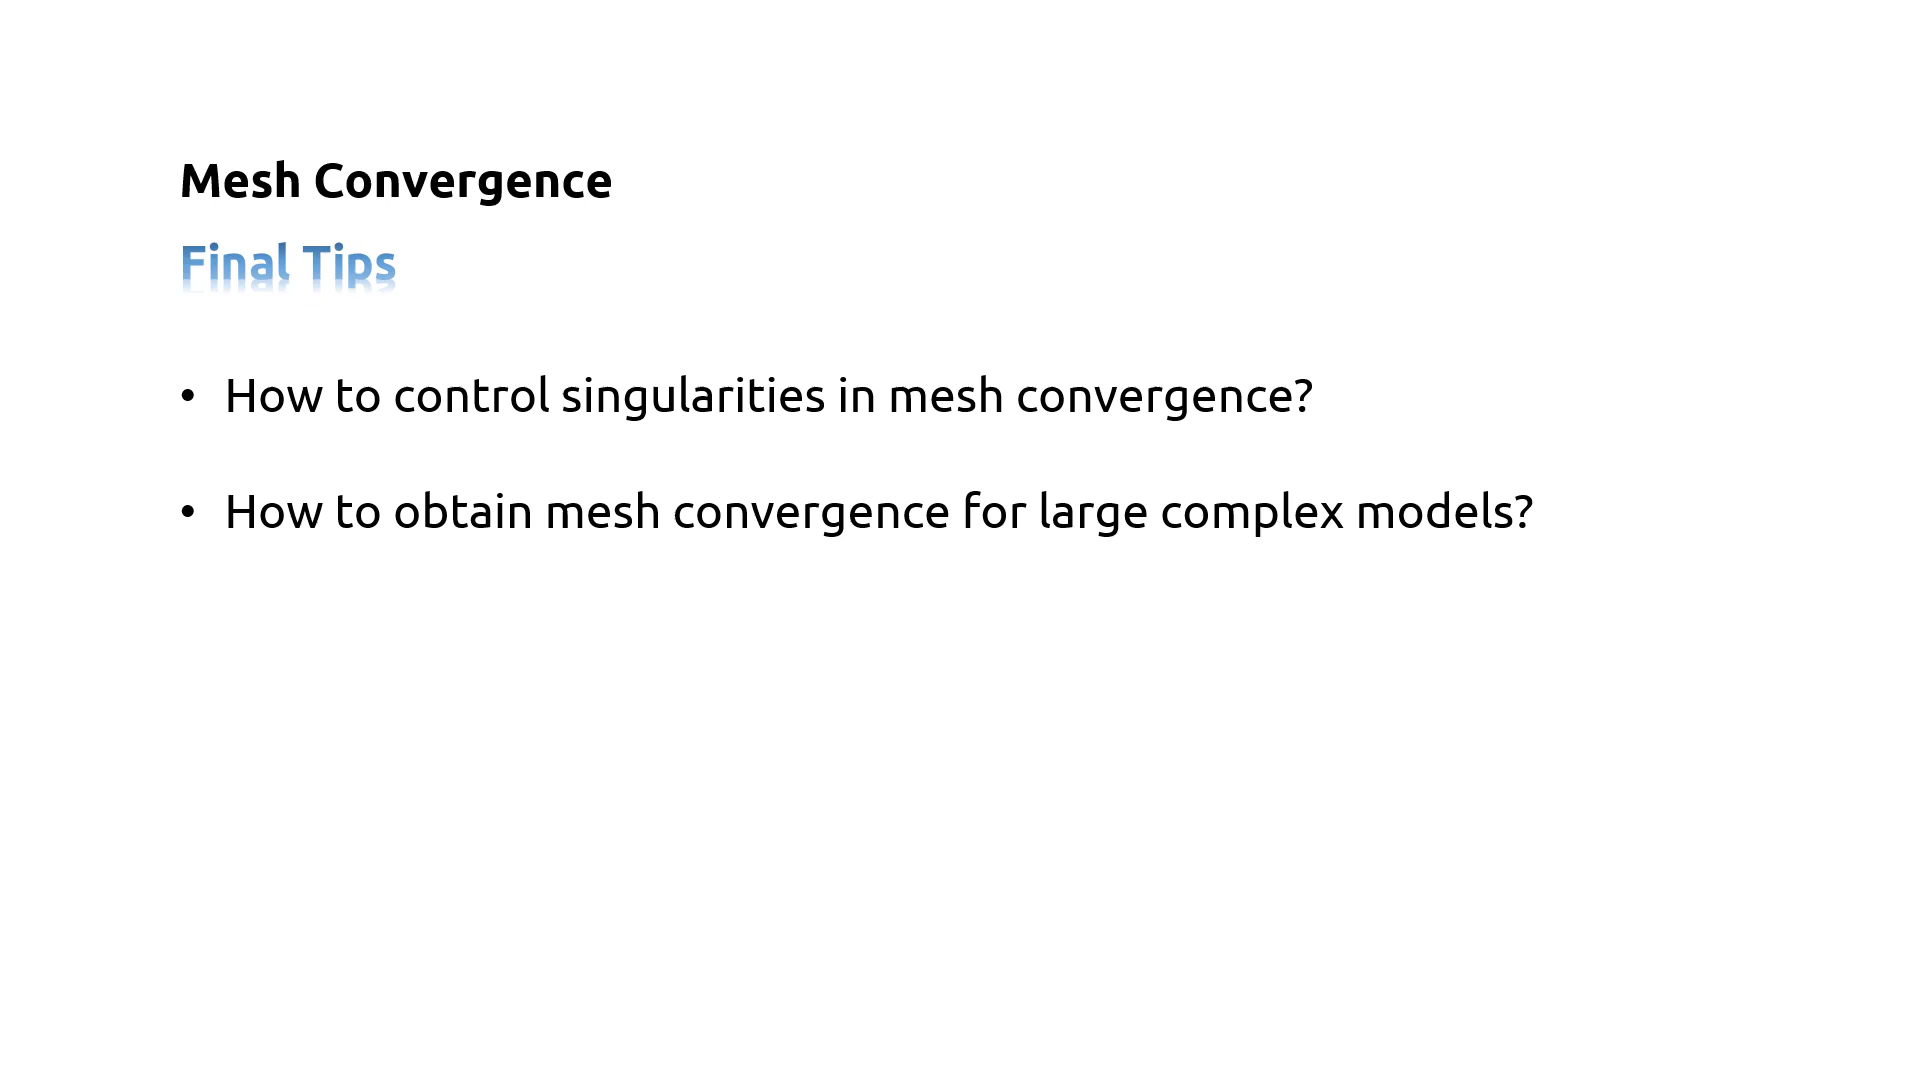 Mesh Convergence
Final Tips
• How to control singularities in mesh convergence?
• How to obtain mesh convergence for large complex models?